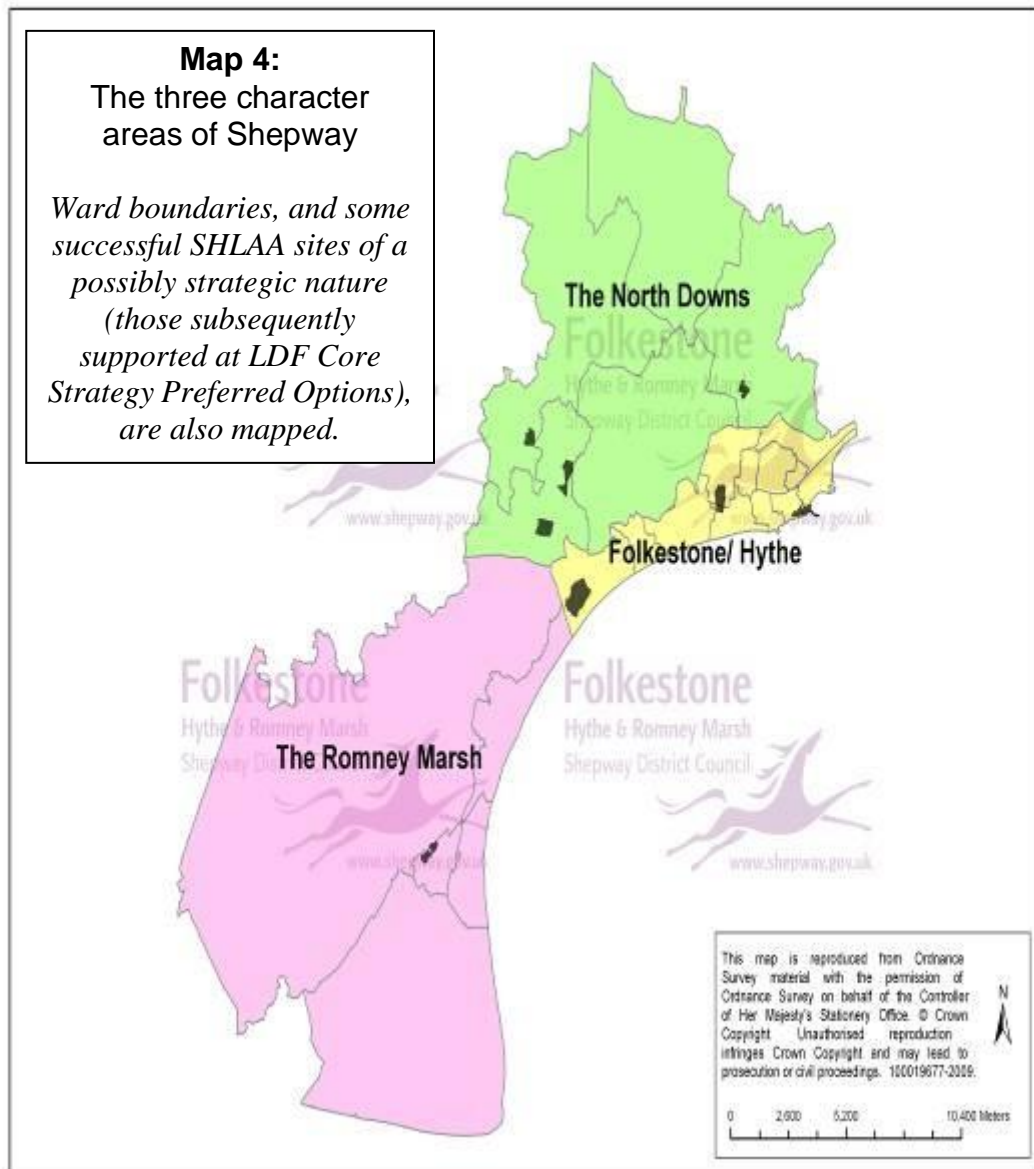 Map 4:
The three character
areas of Shepway
Ward boundaries, and some
successful SHLAA sites of a
possibly strategic nature
(those subsequently
supported at LDF Core
Strategy Preferred Options),
are also mapped.
The North Downs
Folkestone
Hythe & Romney Marsh
Shepway District Council
www.shepway.gov.uk
www.shepway.gov.uk
Folkestone/ Hythe
Folkestone
Hythe & Romney Marsh
Shepway District Council
Folkestone
Hythe & Romney Marsh
Shepway District Council
The Romney Marsh
www.shepway.gov.uk
www.shepway.gov.uk
This map is reproduced from Ordnance
Survey material with the permission of
Ordnance Survey on behalf of the Controller
of Her Majesty's Stationery Office. © Crown
Copyright Unauthorised reproduction
infringes Crown Copyright and may lead to
prosecution or civil proceedings. 100019677-2009.
N
0 2,600 5,200 10,400 Meters